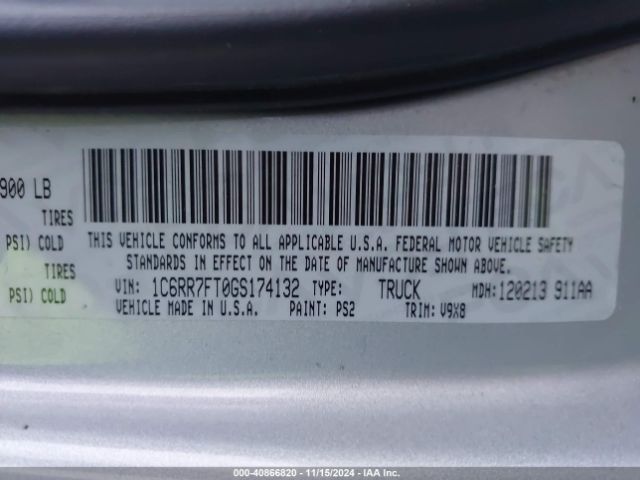 900 LB
TIRES
PSI) COLD
TIRES
PSI) COLD
THIS VEHICLE CONFORMS TO ALL APPLICABLE U.S.A. FEDERAL MOTOR VEHICLE SAFETY
STANDARDS IN EFFECT ON THE DATE OF MANUFACTURE SHOWN ABOVE.
VIN: 1C6RR7FT0GS174132 TYPE: TRUCK MDH:120213 911AA
VEHICLE MADE IN U.S.A. PAINT: PS2 TRIM: V9X8
000-40866820 - 11/15/2024 - IAA Inc.